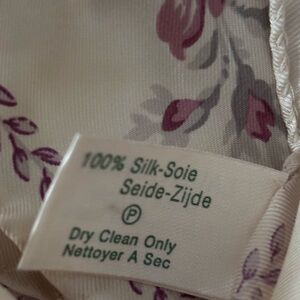 100% Silk-Soie
Seide-Zijde
P
Dry Clean Only
Nettoyer A Sec